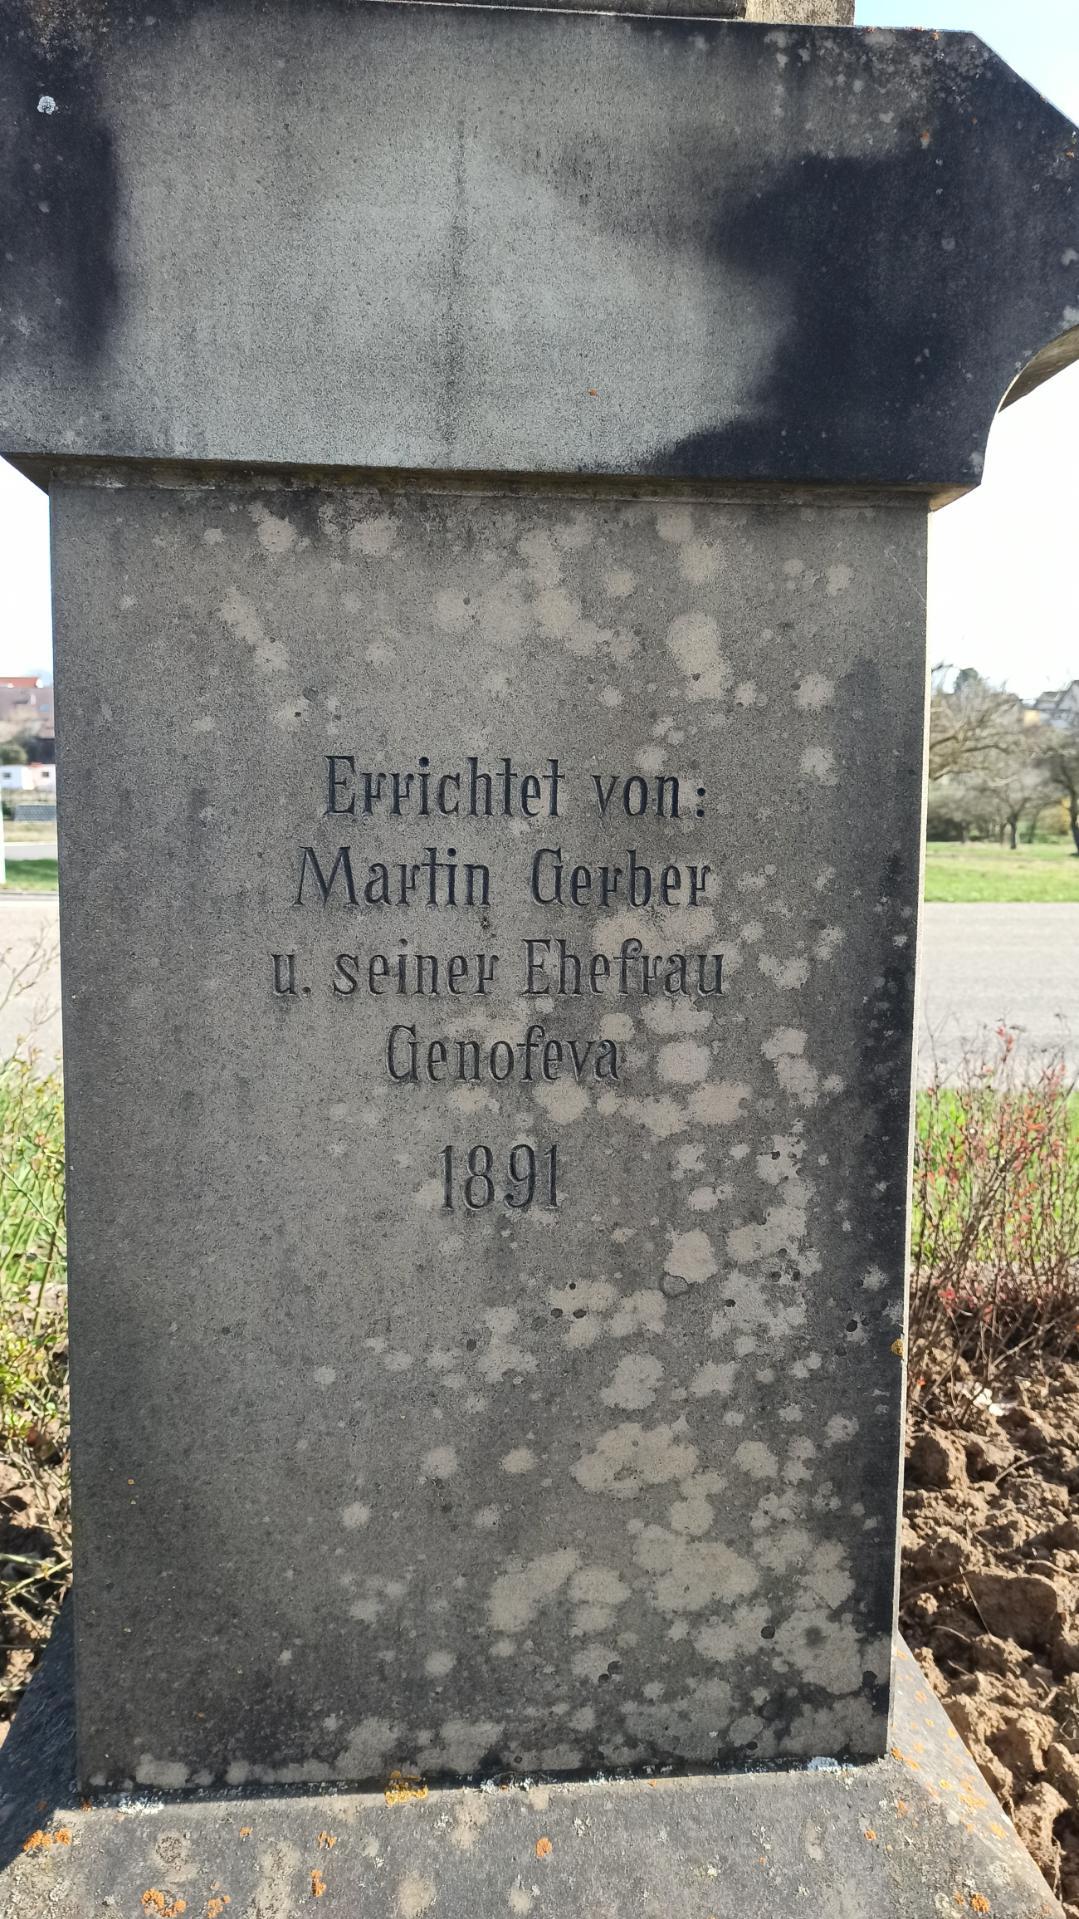 Errichtet von:
Martin Gerber
u. seiner Ehefrau
Genofeva
1891